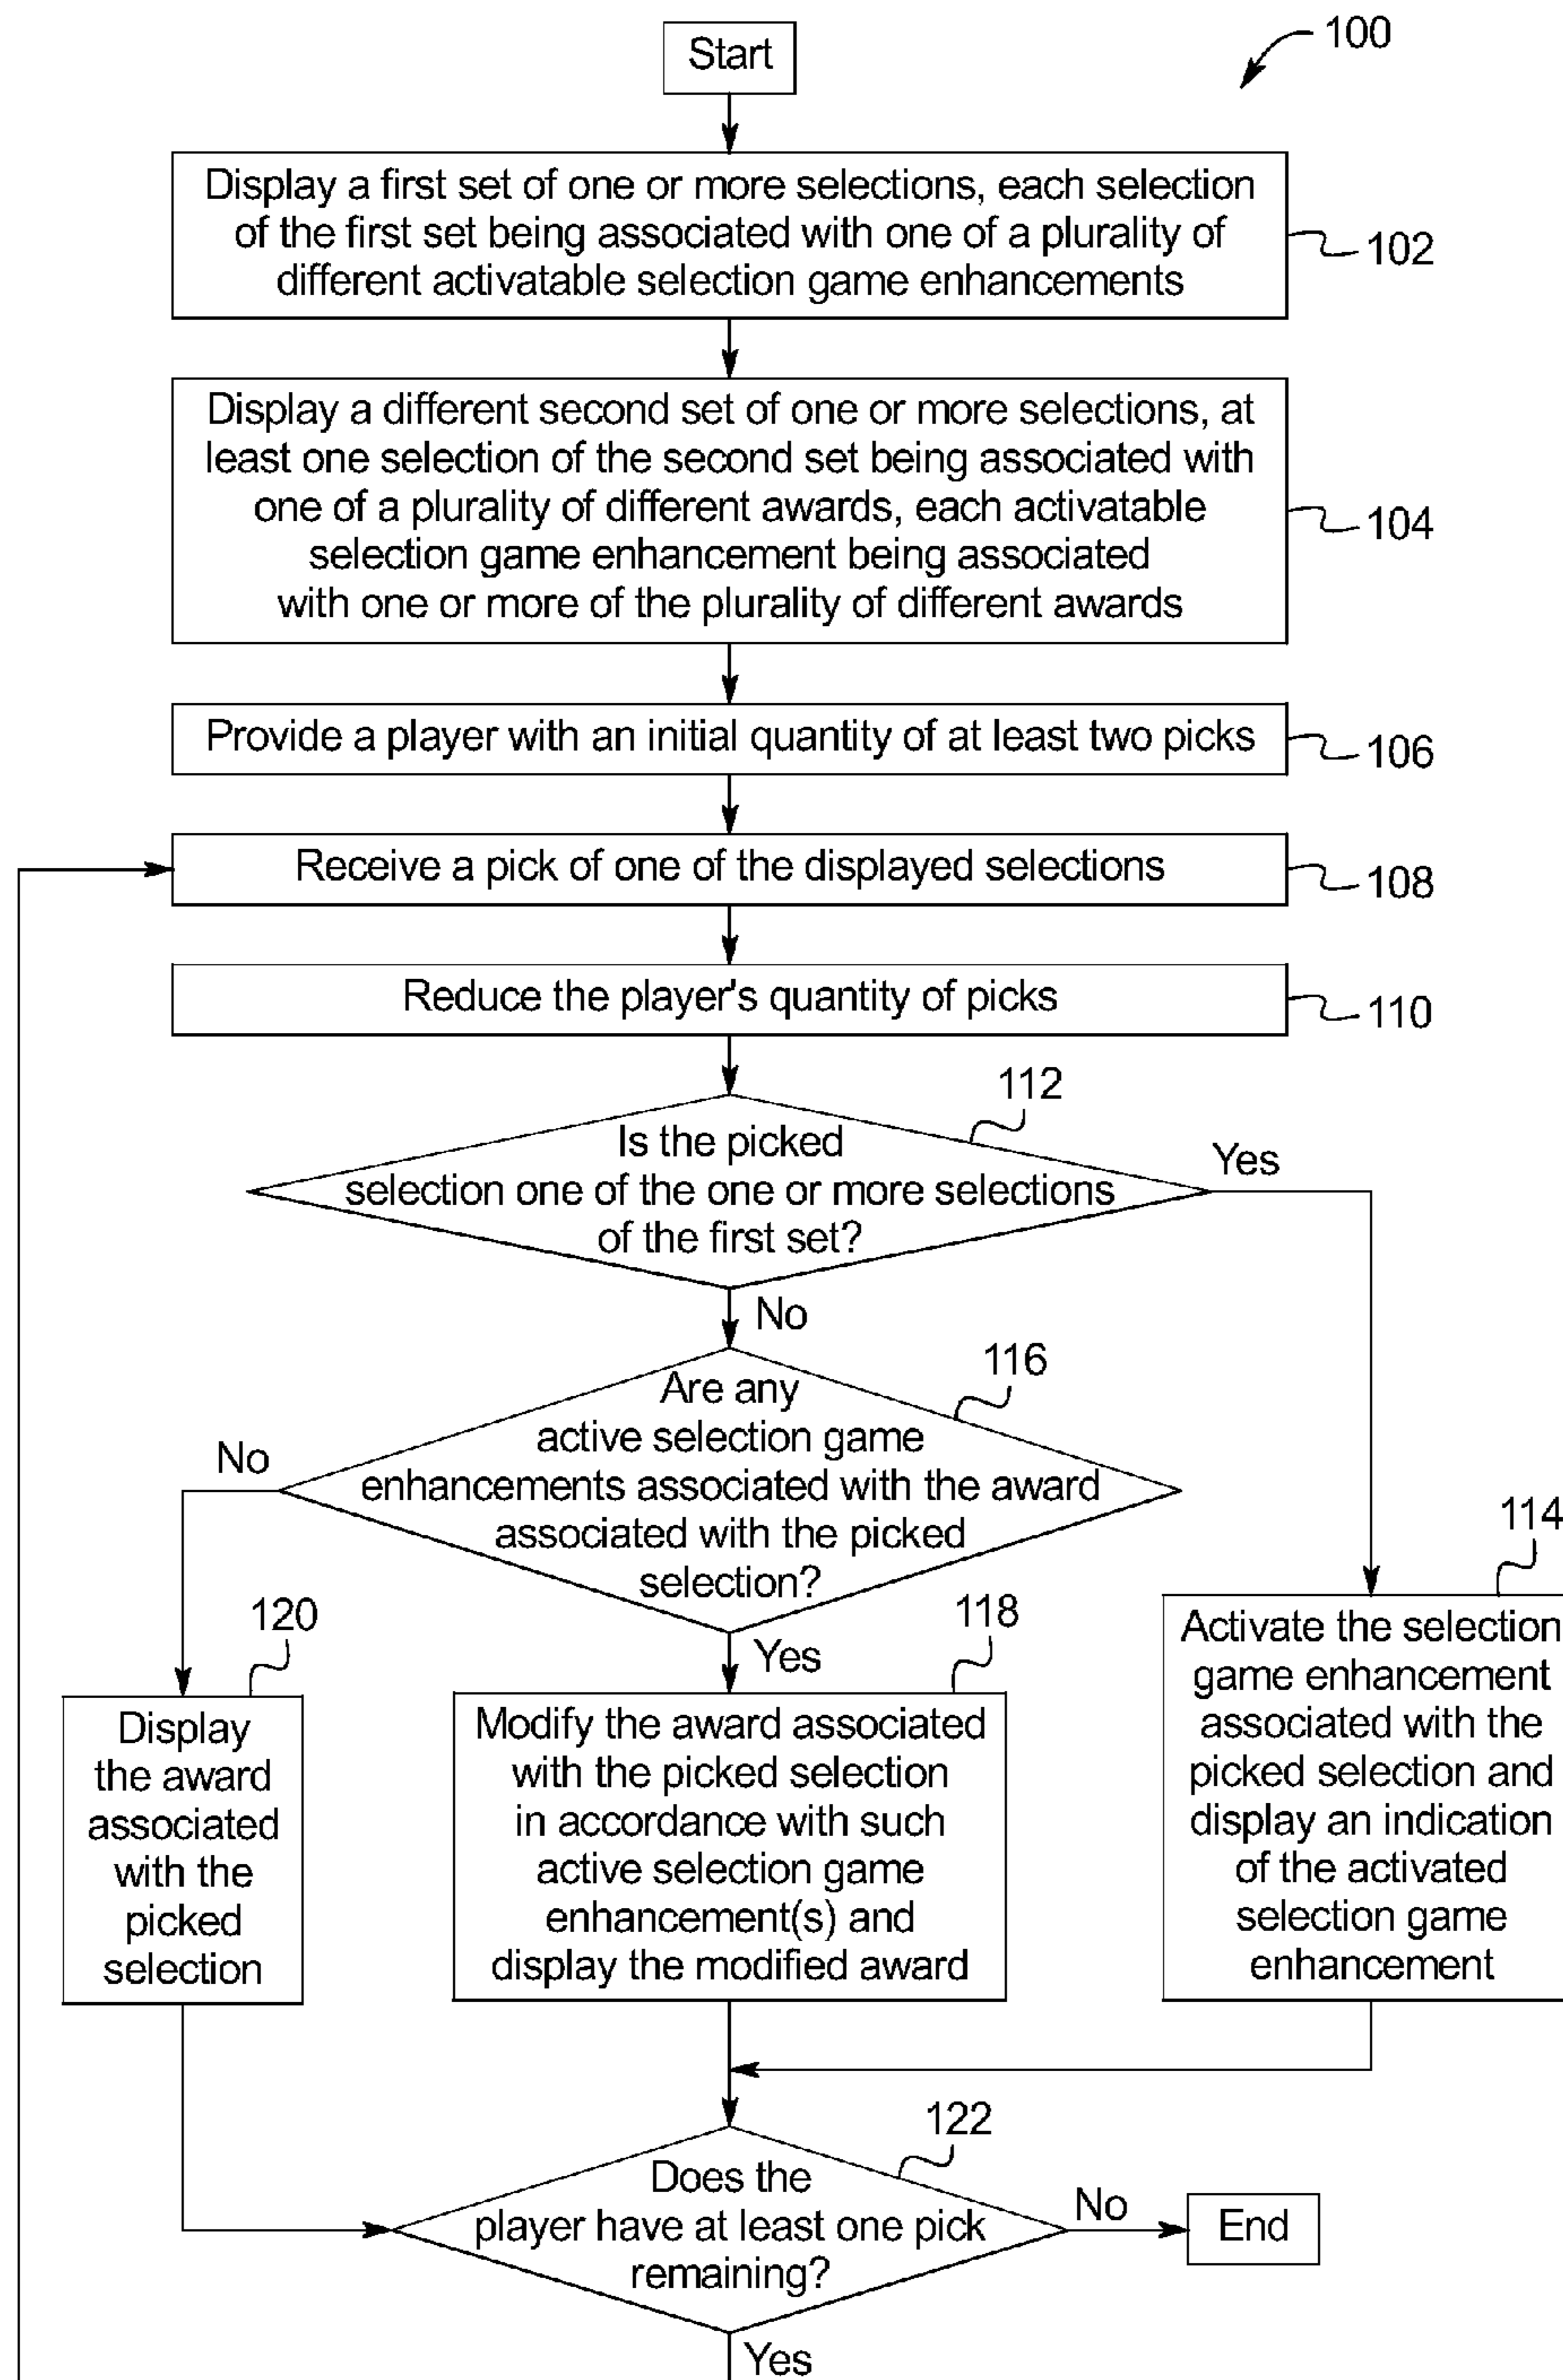 Start
100
Display a first set of one or more selections, each selection
of the first set being associated with one of a plurality of
different activatable selection game enhancements
102
Display a different second set of one or more selections, at
least one selection of the second set being associated with
one of a plurality of different awards, each activatable
selection game enhancement being associated
with one or more of the plurality of different awards
104
Provide a player with an initial quantity of at least two picks
106
Receive a pick of one of the displayed selections
108
Reduce the player's quantity of picks
110
112
Is the picked
selection one of the one or more selections
of the first set?
Yes
No
116
Are any
active selection game
enhancements associated with the award
associated with the picked
selection?
No
Yes
114
Activate the selection
game enhancement
associated with the
picked selection and
display an indication
of the activated
selection game
enhancement
118
Modify the award associated
with the picked selection
in accordance with such
active selection game
enhancement(s) and
display the modified award
120
Display
the award
associated
with the
picked
selection
122
Does the
player have at least one pick
remaining?
No
End
Yes